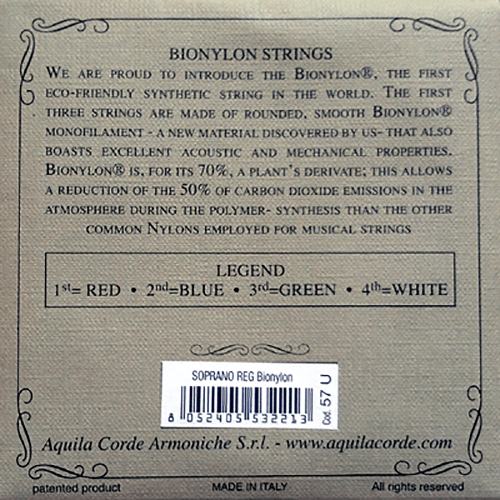 BIONYLON STRINGS
WE ARE PROUD TO INTRODUCE THE BIONYLON®, THE FIRST
ECO-FRIENDLY SYNTHETIC STRING IN THE WORLD. THE FIRST
THREE STRINGS ARE MADE OF ROUNDED, SMOOTH BIONYLON®
MONOFILAMENT - A NEW MATERIAL DISCOVERED BY US- THAT ALSO
BOASTS EXCELLENT ACOUSTIC AND MECHANICAL PROPERTIES.
BIONYLON® IS, FOR ITS 70%, A PLANT'S DERIVATE; THIS ALLOWS
A REDUCTION OF THE 50% OF CARBON DIOXIDE EMISSIONS IN THE
ATMOSPHERE DURING THE POLYMER- SYNTHESIS THAN THE OTHER
COMMON NYLONS EMPLOYED FOR MUSICAL STRINGS
LEGEND
1st= RED • 2nd=BLUE • 3rd=GREEN • 4th=WHITE
SOPRANO REG Bionylon
8 052405 532213
Cod. 57 U
Aquila Corde Armoniche S.r.l. - www.aquilacorde.com
patented product MADE IN ITALY All rights reserved